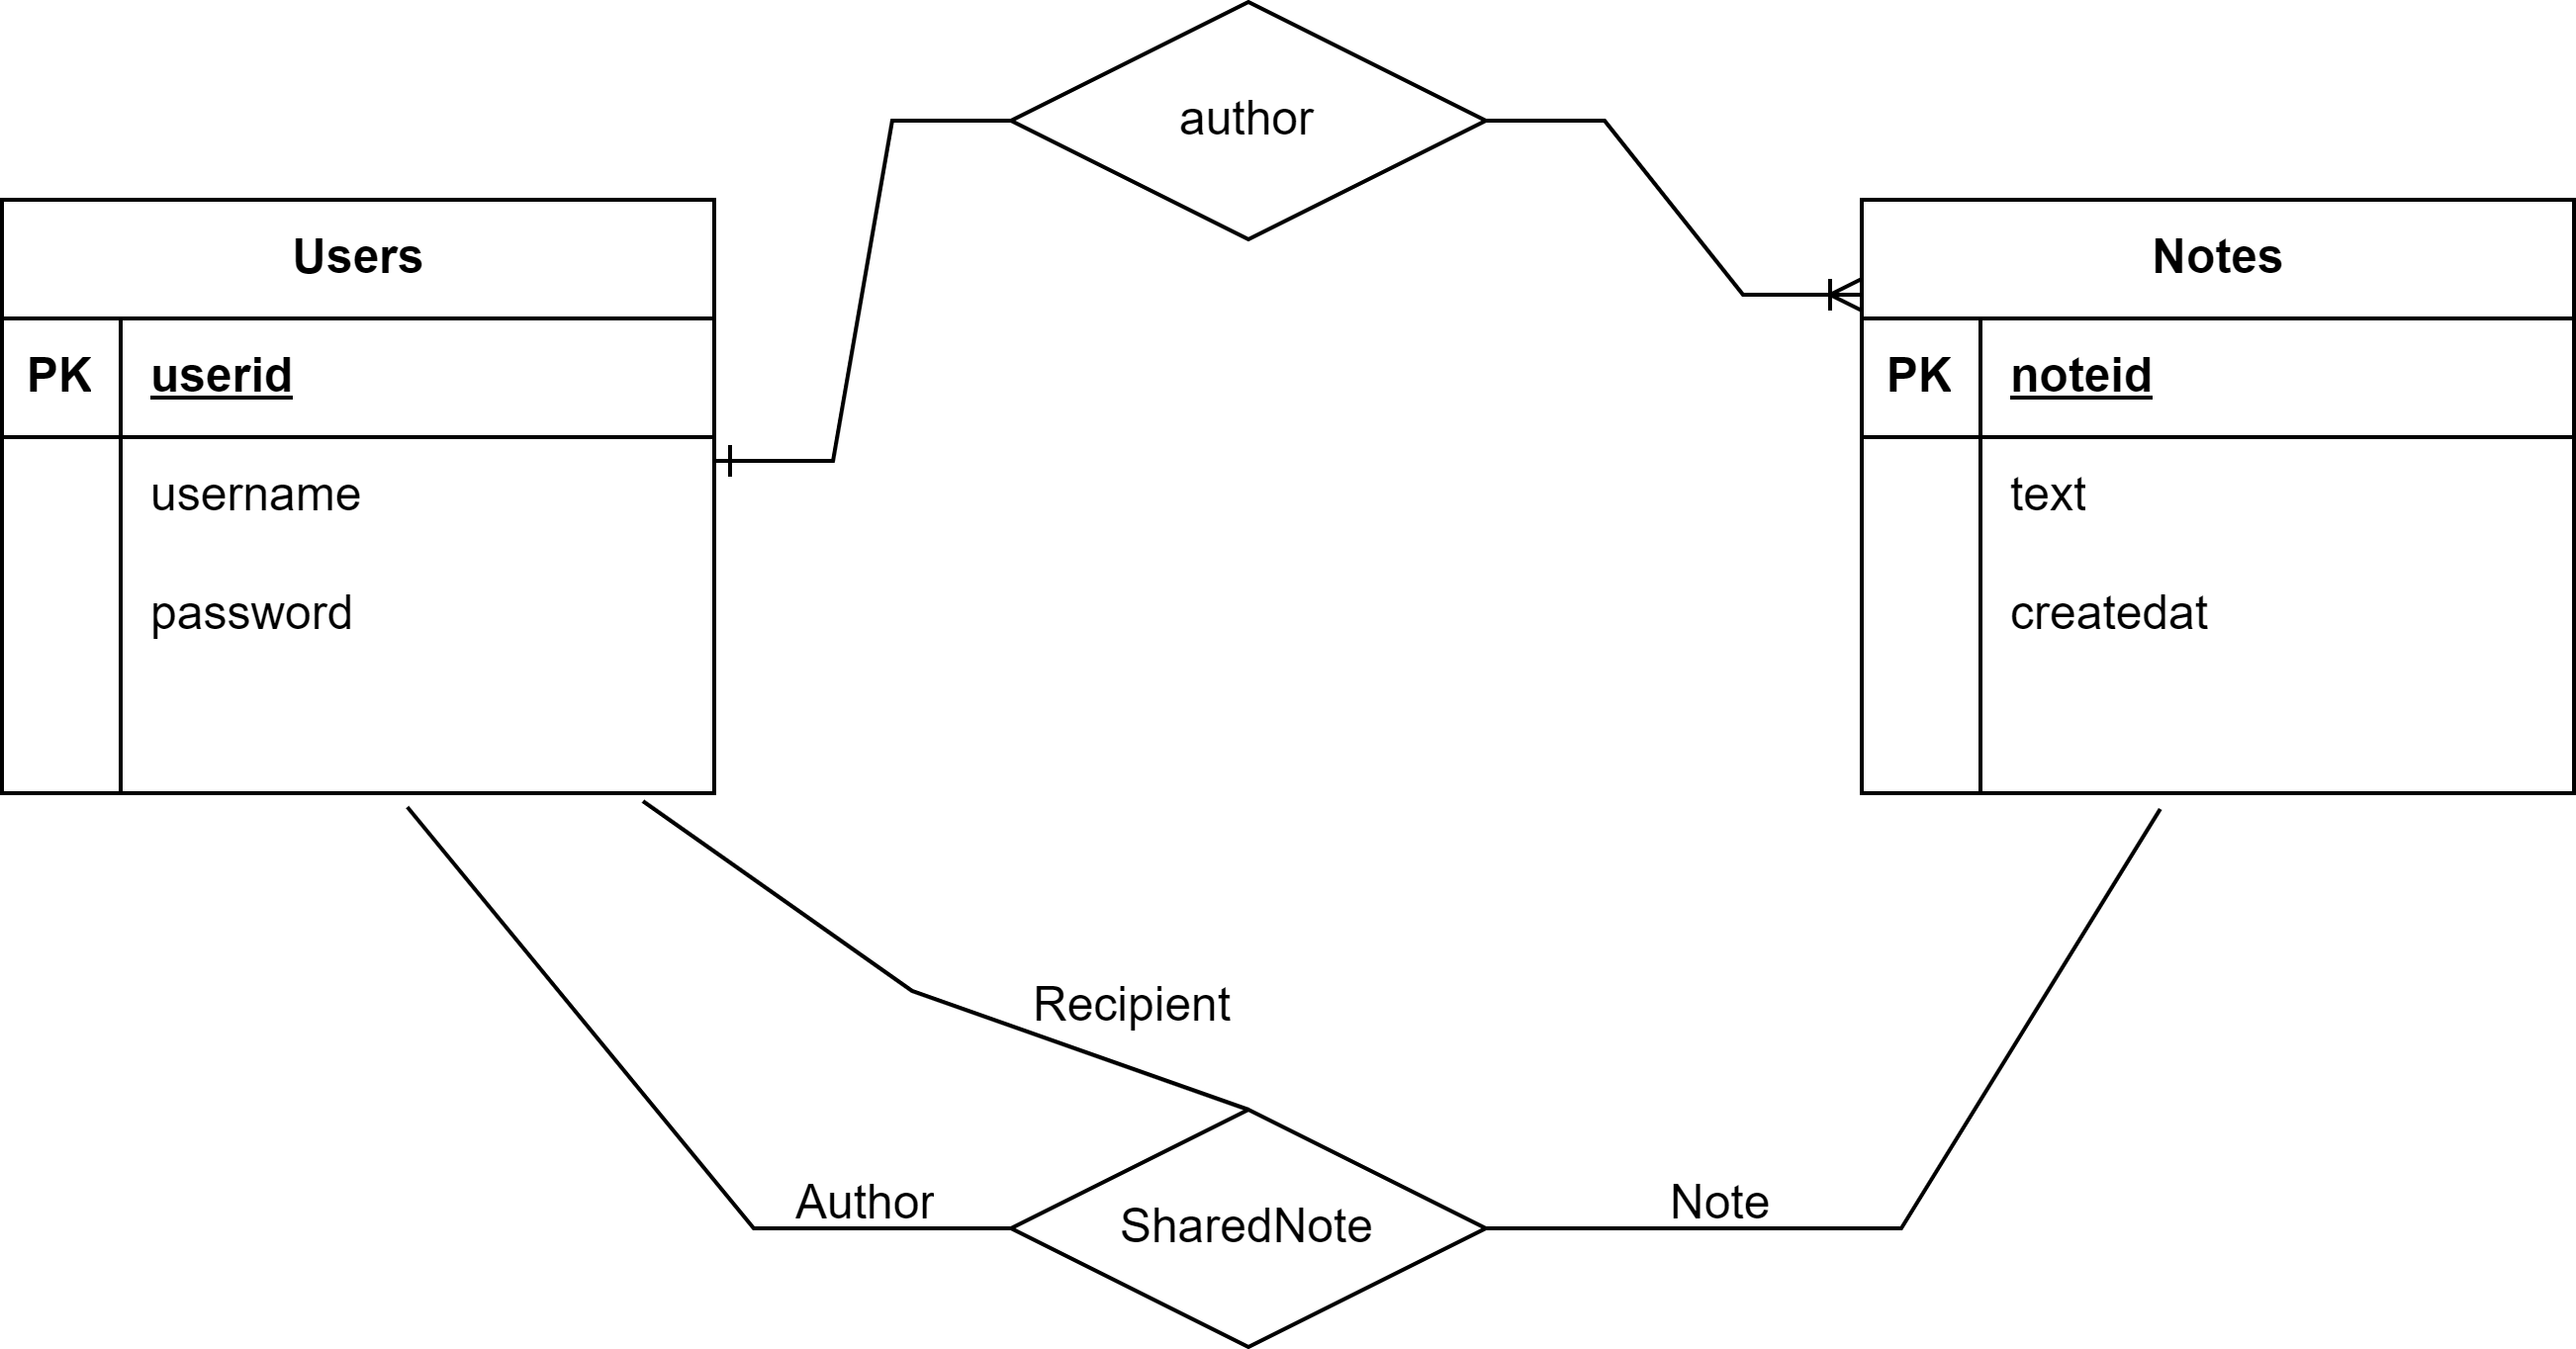 author
Users
Notes
PK userid
PK noteid
username
text
password
createdat
Recipient
Author
Note
SharedNote